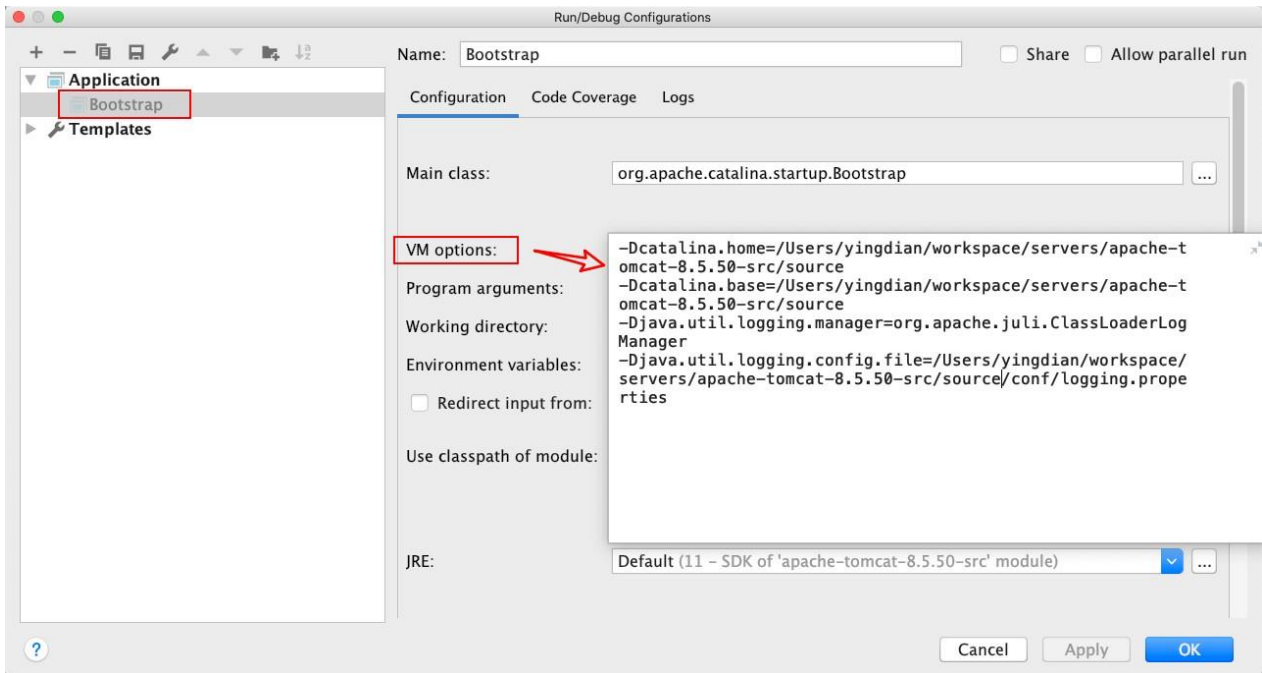 Run/Debug Configurations
Name: Bootstrap Share Allow parallel run
Application
Bootstrap
Templates
Configuration Code Coverage Logs
Main class: org.apache.catalina.startup.Bootstrap ...
VM options:
-Dcatalina.home=/Users/yingdian/workspace/servers/apache-t
omcat-8.5.50-src/source
-Dcatalina.base=/Users/yingdian/workspace/servers/apache-t
omcat-8.5.50-src/source
-Djava.util.logging.manager=org.apache.juli.ClassLoaderLog
Manager
-Djava.util.logging.config.file=/Users/yingdian/workspace/
servers/apache-tomcat-8.5.50-src/source/conf/logging.prope
rties
Program arguments:
Working directory:
Environment variables:
Redirect input from:
Use classpath of module:
JRE: Default (11 – SDK of 'apache-tomcat-8.5.50-src' module) ...
? Cancel Apply OK